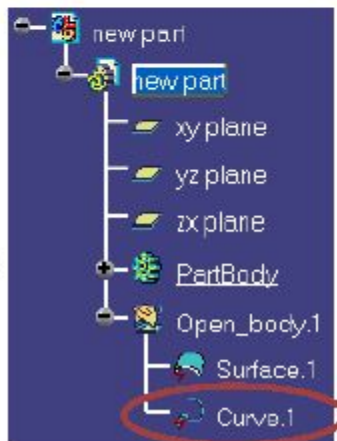 new part
new part
xy plane
yz plane
zx plane
PartBody
Open_body.1
Surface.1
Curve.1